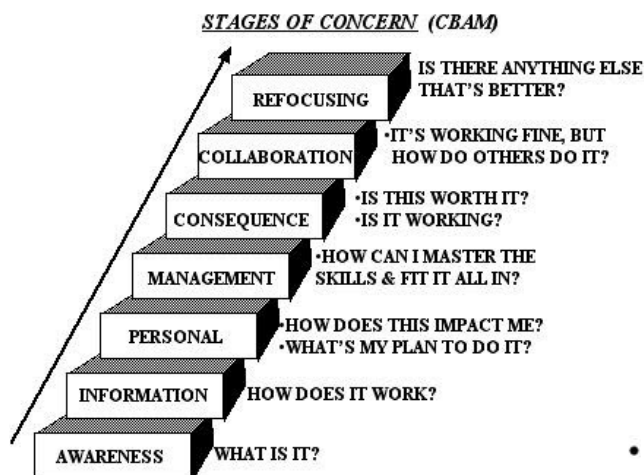 STAGES OF CONCERN (CBAM)
IS THERE ANYTHING ELSE
THAT'S BETTER?
REFOCUSING
•IT'S WORKING FINE, BUT
HOW DO OTHERS DO IT?
COLLABORATION
•IS THIS WORTH IT?
•IS IT WORKING?
CONSEQUENCE
•HOW CAN I MASTER THE
SKILLS & FIT IT ALL IN?
MANAGEMENT
•HOW DOES THIS IMPACT ME?
•WHAT'S MY PLAN TO DO IT?
PERSONAL
INFORMATION
HOW DOES IT WORK?
AWARENESS
WHAT IS IT?